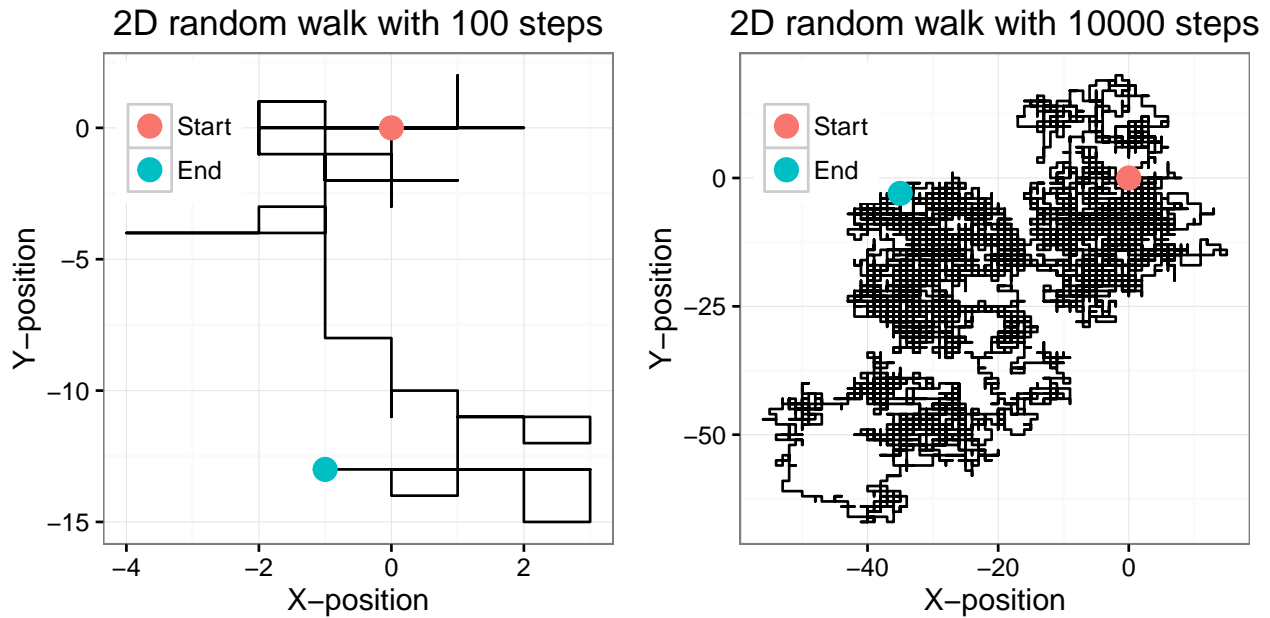 2D random walk with 100 steps
Start
End
0
−5
−10
−15
Y−position
−4
−2
0
2
X−position
2D random walk with 10000 steps
Start
End
0
−25
−50
Y−position
−40
−20
0
X−position